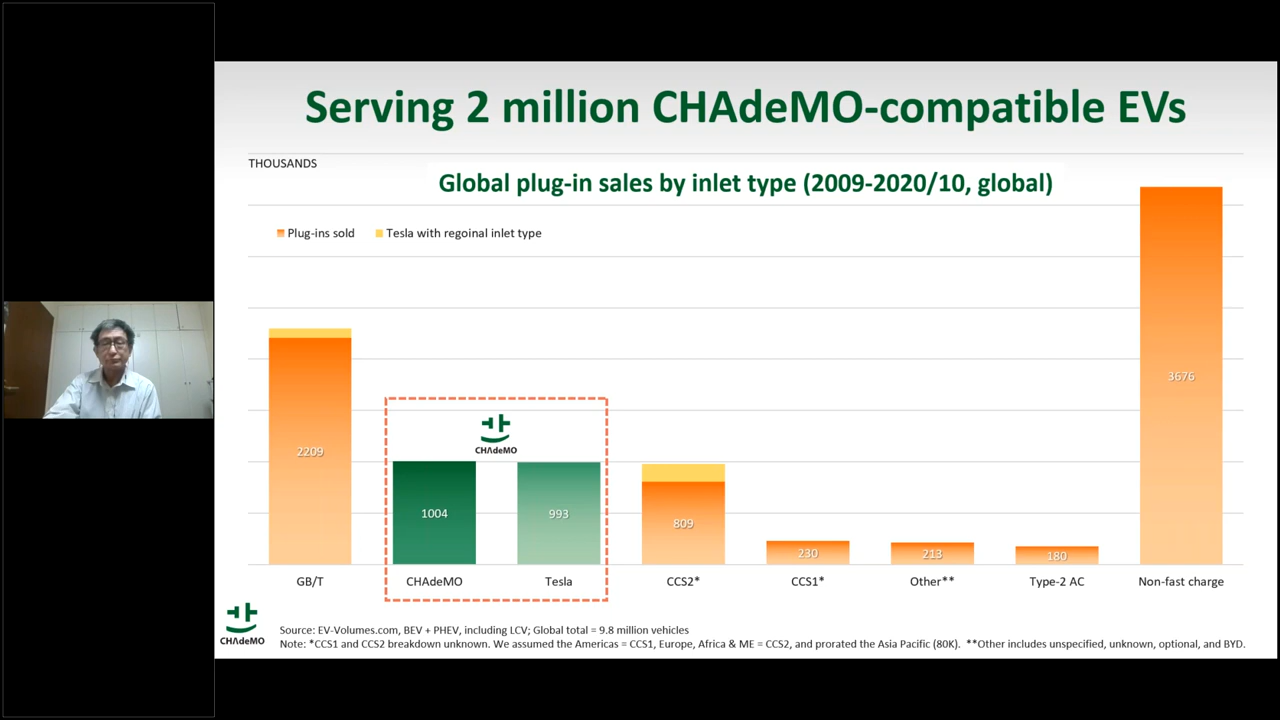 Serving 2 million CHAdeMO-compatible EVs
THOUSANDS
Global plug-in sales by inlet type (2009-2020/10, global)
Plug-ins sold
Tesla with regoinal inlet type
3676
2209
CHAdeMO
1004
993
809
230
213
180
GB/T
CHAdeMO
Tesla
CCS2*
CCS1*
Other**
Type-2 AC
Non-fast charge
CHAdeMO
Source: EV-Volumes.com, BEV + PHEV, including LCV; Global total = 9.8 million vehicles
Note: *CCS1 and CCS2 breakdown unknown. We assumed the Americas = CCS1, Europe, Africa & ME = CCS2, and prorated the Asia Pacific (80K). **Other includes unspecified, unknown, optional, and BYD.